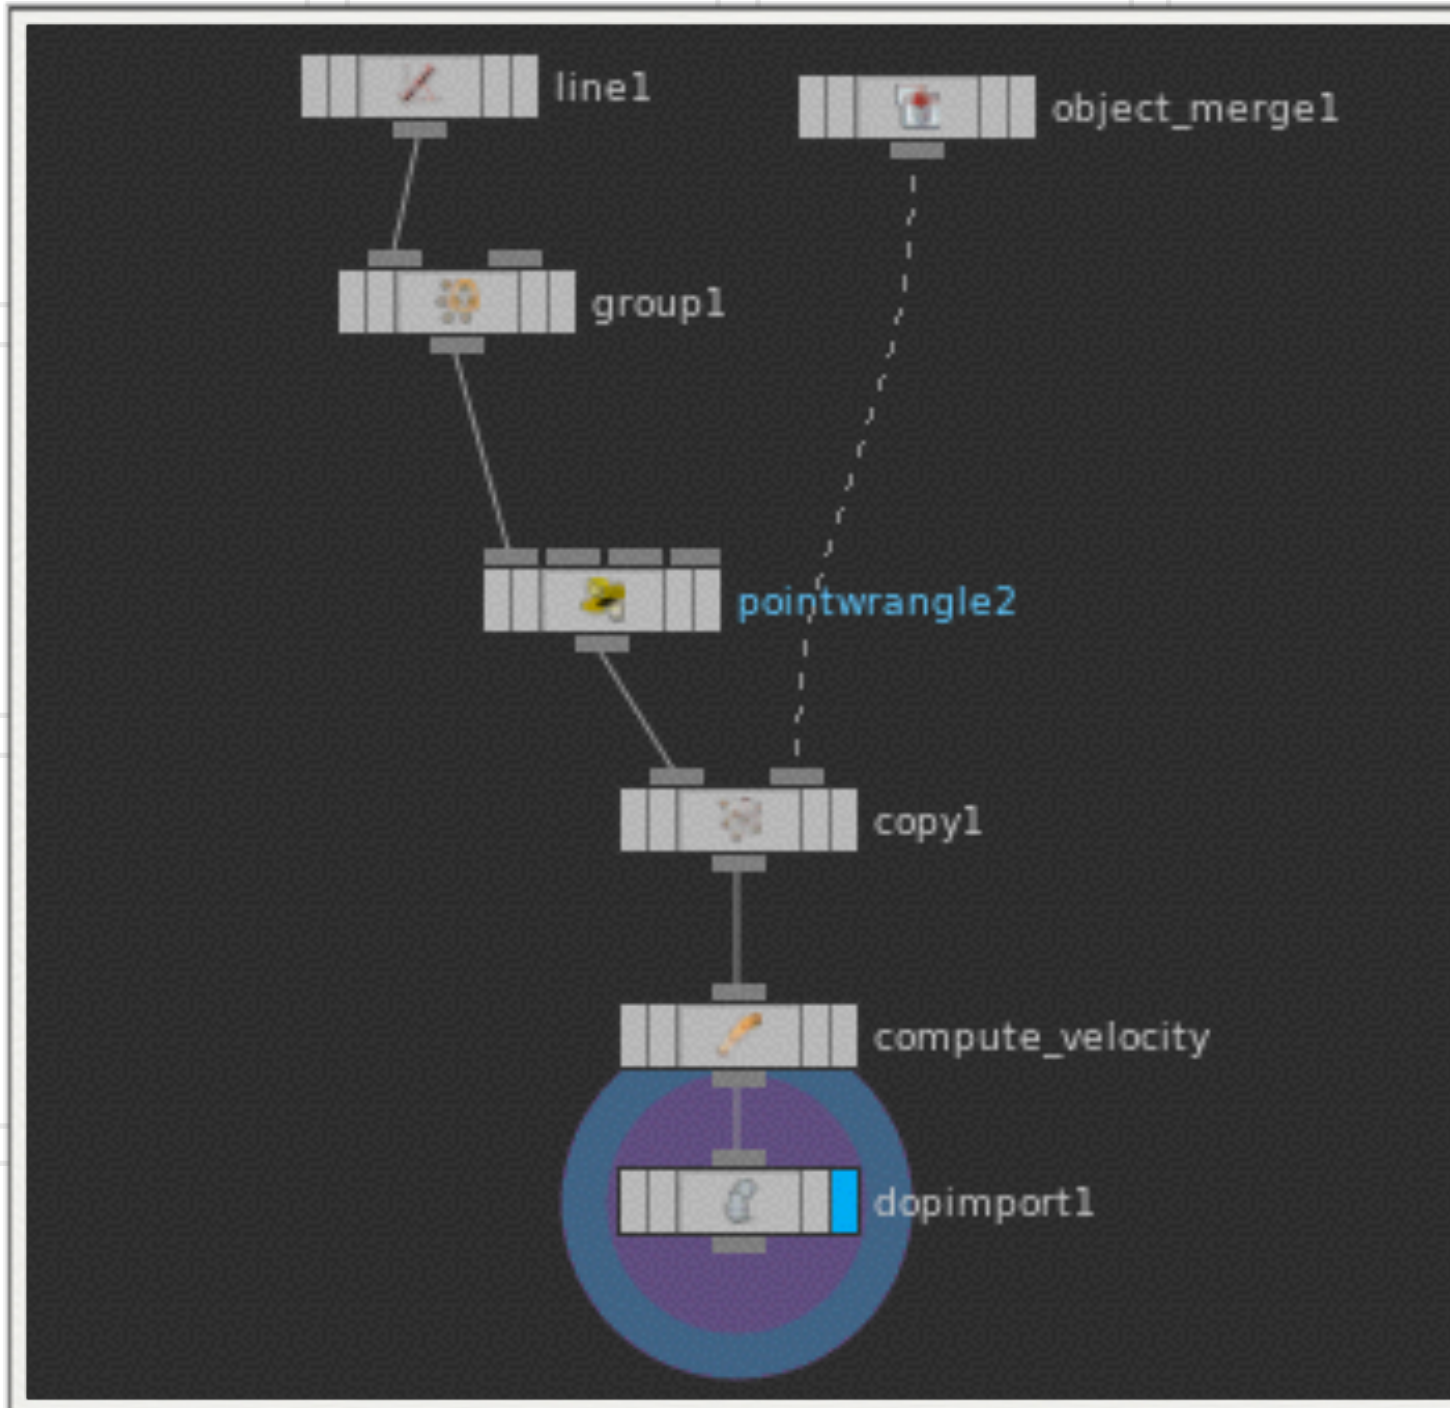 line1
object_merge1
group1
pointwrangle2
copy1
compute_velocity
dopimport1